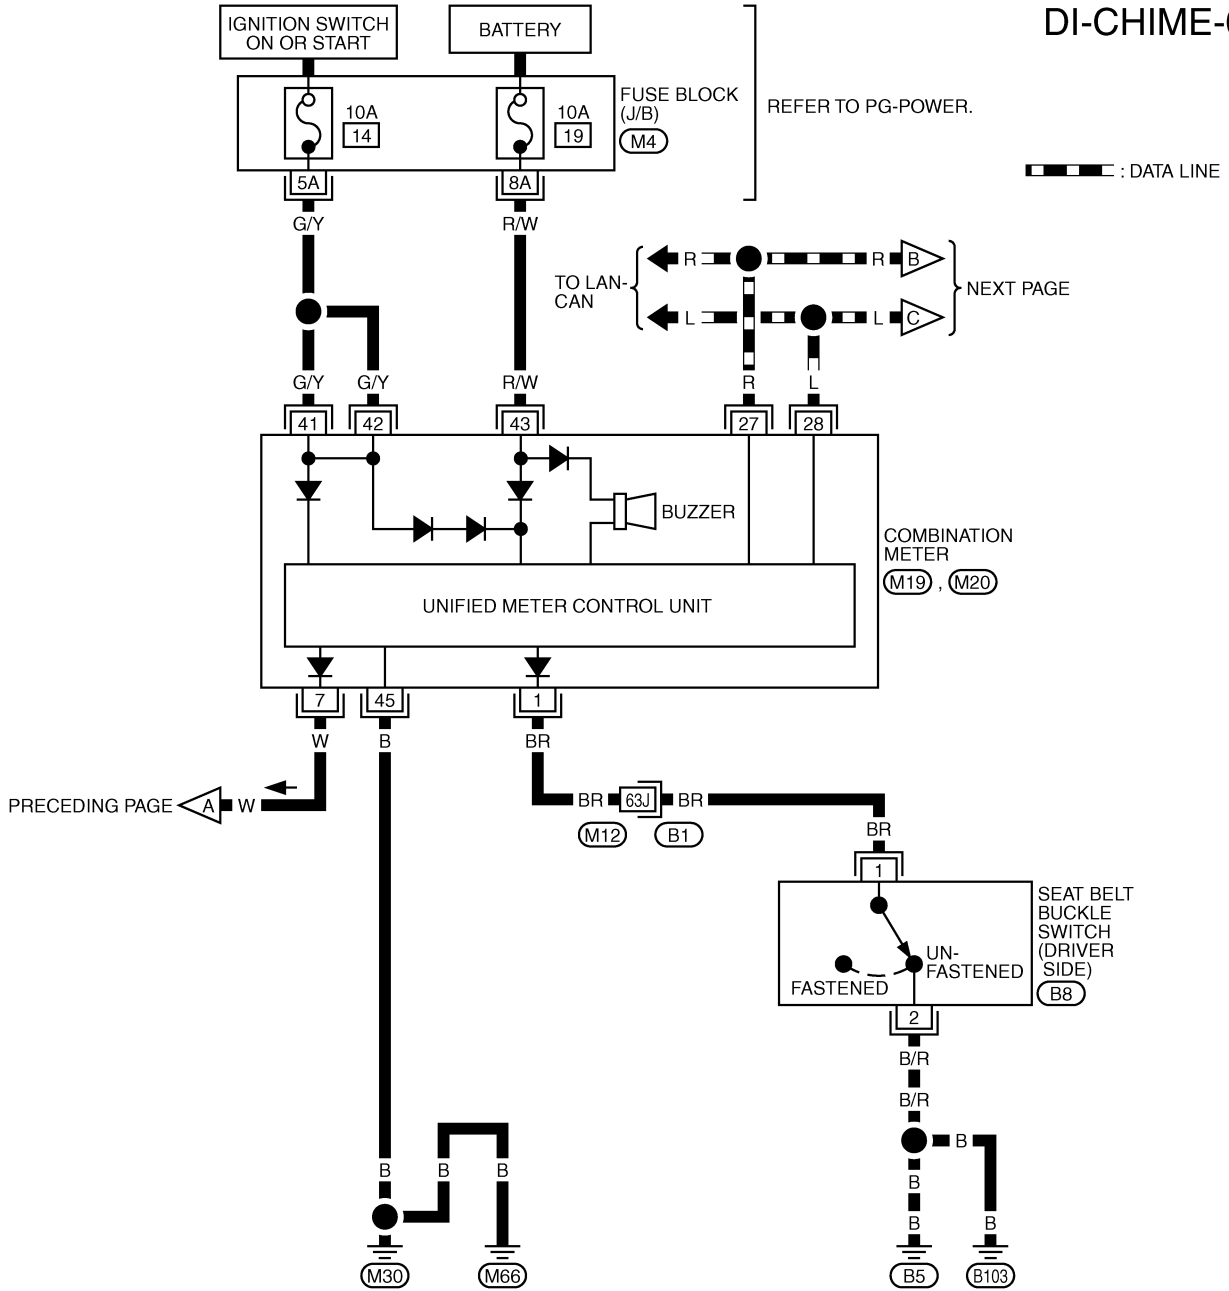 DI-CHIME-
IGNITION SWITCH
ON OR START
BATTERY
10A
14
10A
19
FUSE BLOCK
(J/B)
M4
REFER TO PG-POWER.
: DATA LINE
5A
8A
G/Y
R/W
TO LAN-
CAN
R
R
B
L
L
C
NEXT PAGE
G/Y
G/Y
R/W
R
L
41
42
43
27
28
BUZZER
COMBINATION
METER
M19 , M20
UNIFIED METER CONTROL UNIT
7
45
1
W
B
BR
PRECEDING PAGE
A
W
BR
63J
BR
M12
B1
BR
1
SEAT BELT
BUCKLE
SWITCH
(DRIVER
SIDE)
B8
UN-
FASTENED
FASTENED
2
B/R
B/R
B
B
B
B
B
B
B
M30
M66
B5
B103